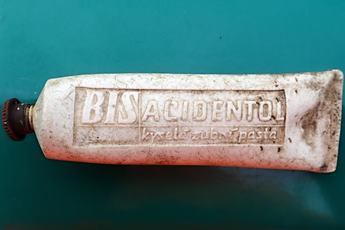 BIS ACIDENTOL
kyselá zubní pasta